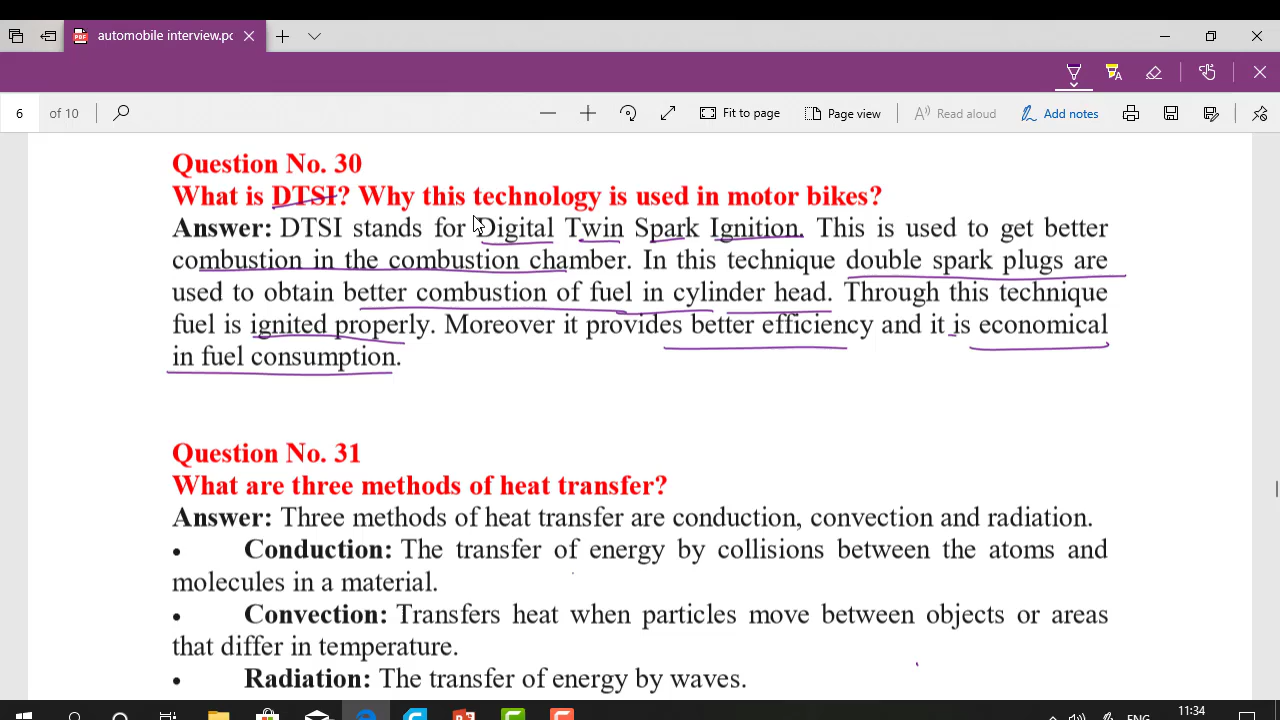 automobile interview.pc
6 of 10
Fit to page
Page view
Read aloud
Add notes
Question No. 30
What is DTSI? Why this technology is used in motor bikes?
Answer: DTSI stands for Digital Twin Spark Ignition. This is used to get better
combustion in the combustion chamber. In this technique double spark plugs are
used to obtain better combustion of fuel in cylinder head. Through this technique
fuel is ignited properly. Moreover it provides better efficiency and it is economical
in fuel consumption.
Question No. 31
What are three methods of heat transfer?
Answer: Three methods of heat transfer are conduction, convection and radiation.
• Conduction: The transfer of energy by collisions between the atoms and
molecules in a material.
• Convection: Transfers heat when particles move between objects or areas
that differ in temperature.
• Radiation: The transfer of energy by waves.
ENG
11:34